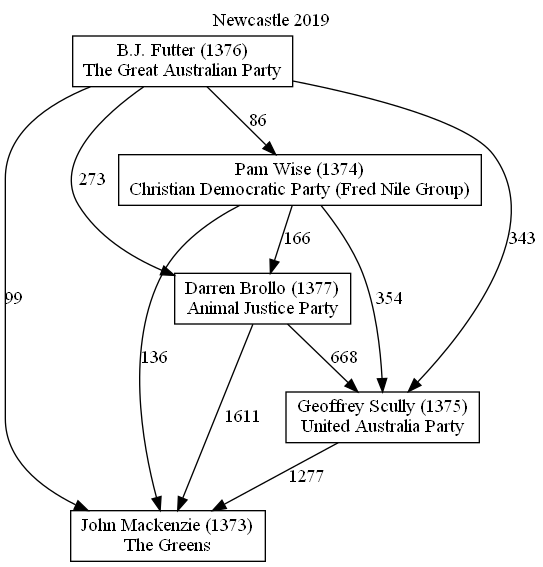 Newcastle 2019
B.J. Futter (1376)
The Great Australian Party
86
Pam Wise (1374)
Christian Democratic Party (Fred Nile Group)
273
343
166
Darren Brollo (1377)
Animal Justice Party
99
136
354
668
Geoffrey Scully (1375)
United Australia Party
1611
1277
John Mackenzie (1373)
The Greens